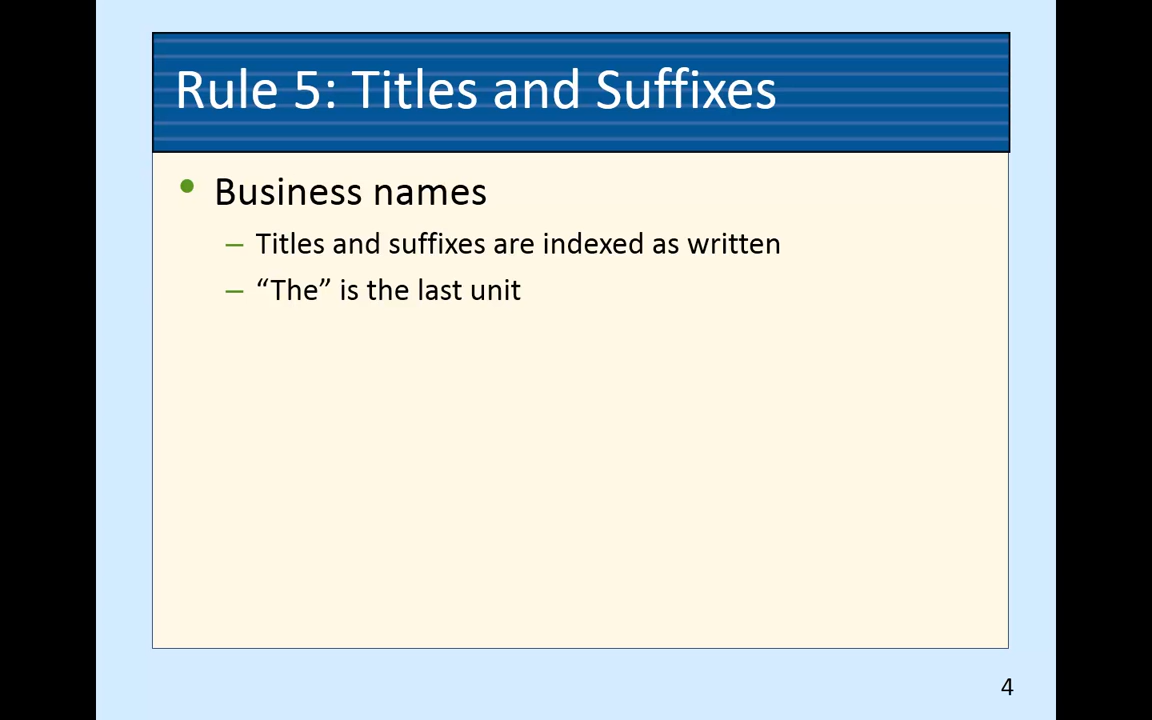 Rule 5: Titles and Suffixes
• Business names
– Titles and suffixes are indexed as written
– “The” is the last unit
4